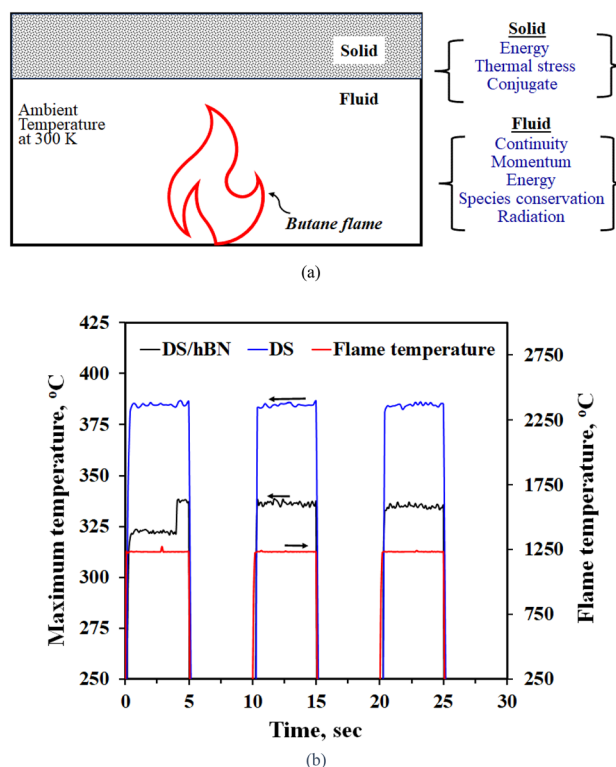 Solid
Fluid
Ambient
Temperature
at 300 K
Butane flame
Solid
Energy
Thermal stress
Conjugate
Fluid
Continuity
Momentum
Energy
Species conservation
Radiation
(a)
DS/hBN DS Flame temperature
Maximum temperature, °C
425
400
375
350
325
300
275
250
Flame temperature, °C
2750
2250
1750
1250
750
250
0 5 10 15 20 25 30
Time, sec
(b)